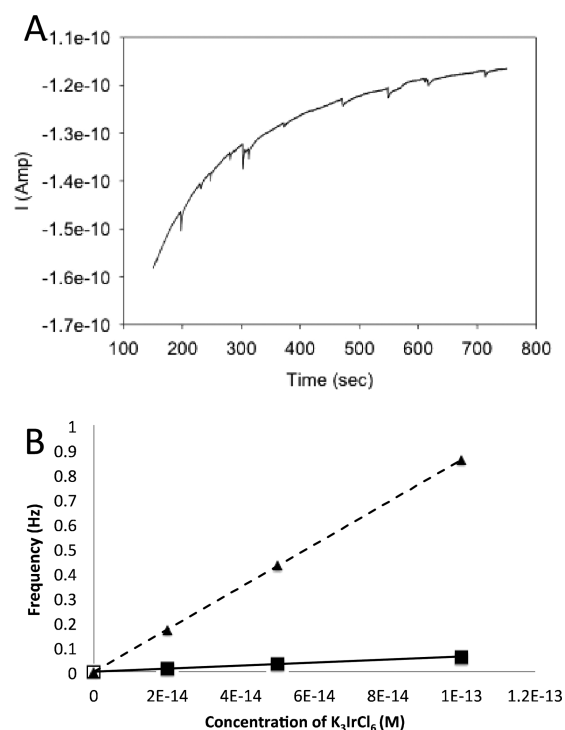 A
-1.1e-10
-1.2e-10
-1.3e-10
-1.4e-10
-1.5e-10
-1.6e-10
-1.7e-10
I (Amp)
100 200 300 400 500 600 700 800
Time (sec)
B
1
0.9
0.8
0.7
0.6
0.5
0.4
0.3
0.2
0.1
0
Frequency (Hz)
0 2E-14 4E-14 6E-14 8E-14 1E-13 1.2E-13
Concentration of K₃IrCl₆ (M)